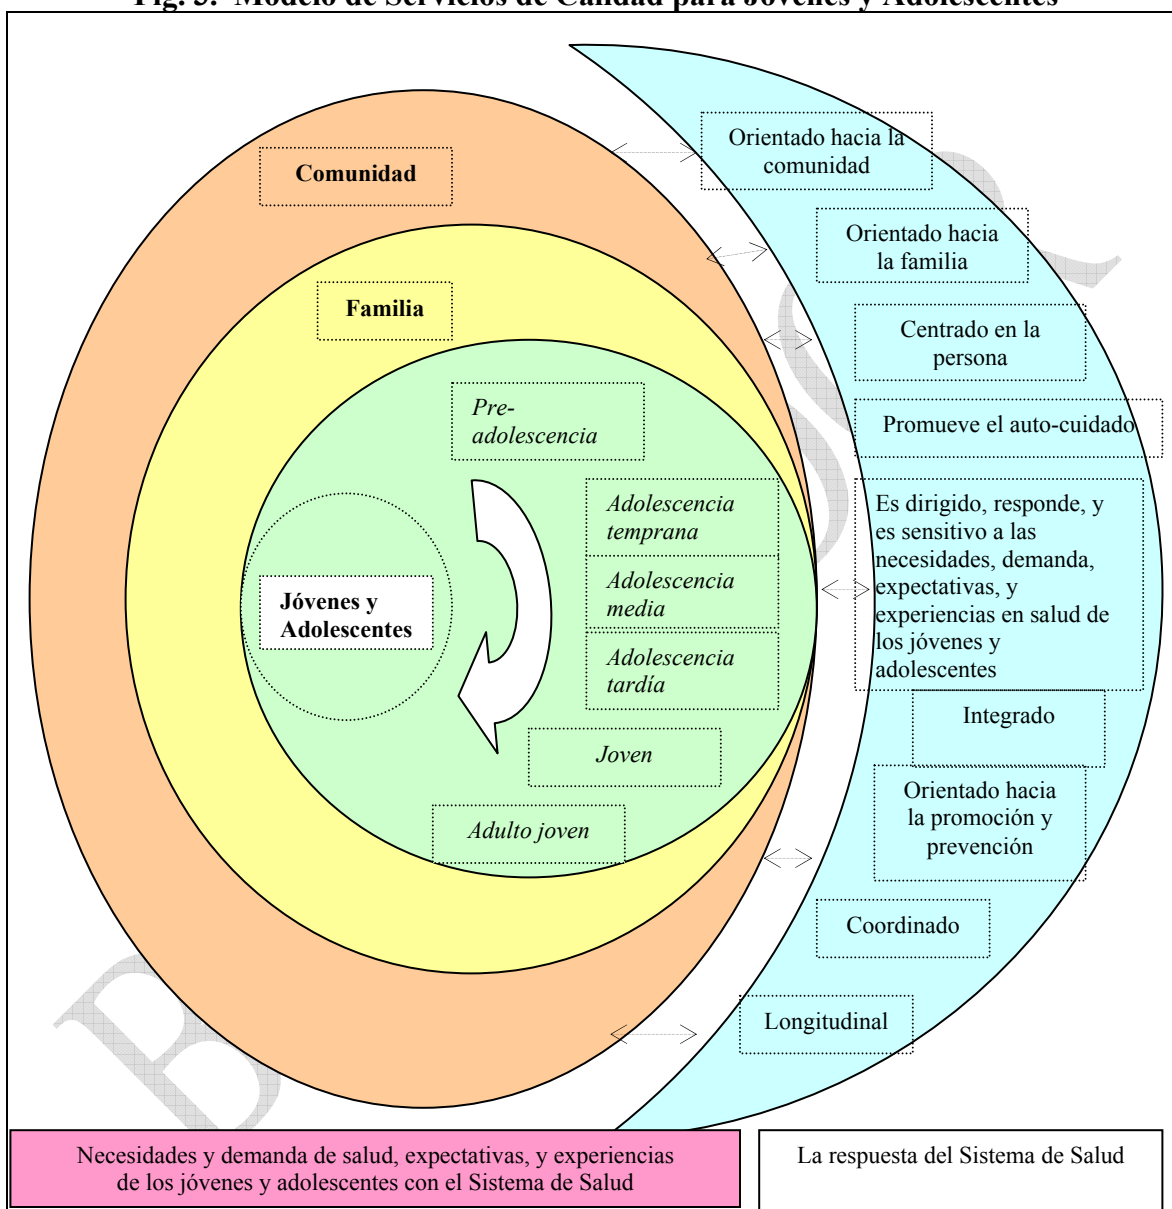 Fig. Modelo de Servicios de Calidad para Jóvenes y Adolescentes
Comunidad
Familia
Pre-
adolescencia
Adolescencia
temprana
Adolescencia
media
Adolescencia
tardía
Joven
Adulto joven
Jóvenes y
Adolescentes
Orientado hacia la
comunidad
Orientado hacia
la familia
Centrado en la
persona
Promueve el auto-cuidado
Es dirigido, responde, y
es sensitivo a las
necesidades, demanda,
expectativas, y
experiencias en salud de
los jóvenes y
adolescentes
Integrado
Orientado hacia
la promoción y
prevención
Coordinado
Longitudinal
Necesidades y demanda de salud, expectativas, y experiencias
de los jóvenes y adolescentes con el Sistema de Salud
La respuesta del Sistema de Salud